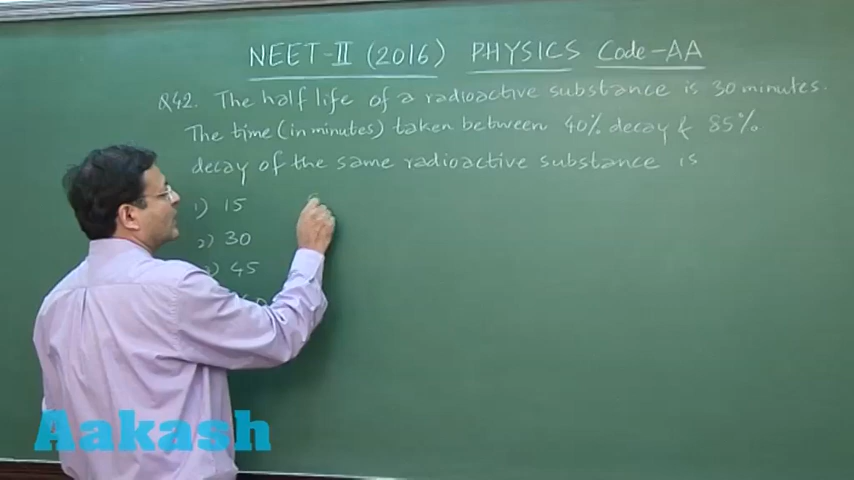 NEET-II (2016) PHYSICS Code-AA
Q42. The half life of a radioactive substance is 30 minutes.
The time (in minutes) taken between 40% decay & 85%
decay of the same radioactive substance is
1) 15
2) 30
) 45
60
Aakash